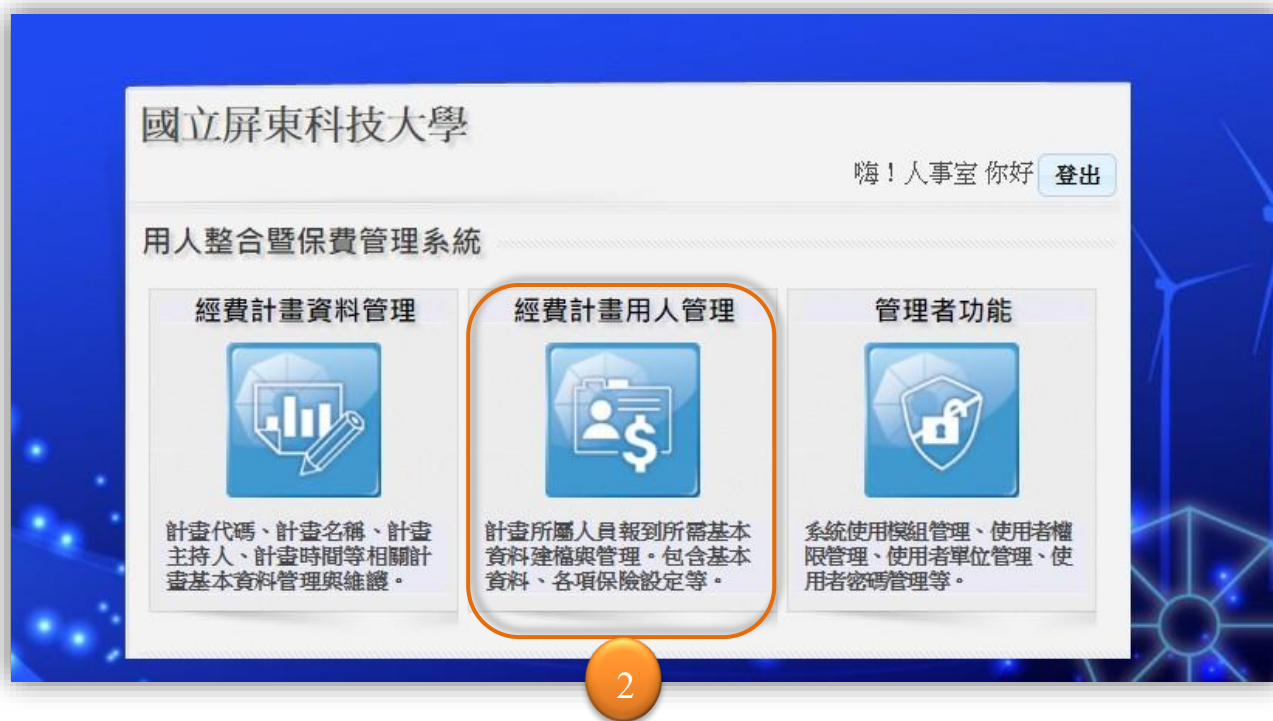 國立屏東科技大學
嗨！人事室 你好 登出
用人整合暨保費管理系統
經費計畫資料管理
計畫代碼、計畫名稱、計畫
主持人、計畫時間等相關計
畫基本資料管理與維護。
經費計畫用人管理
計畫所屬人員報到所需基本
資料建檔與管理。包含基本
資料、各項保險設定等。
管理者功能
系統使用模組管理、使用者權
限管理、使用者單位管理、使
用者密碼管理等。
2